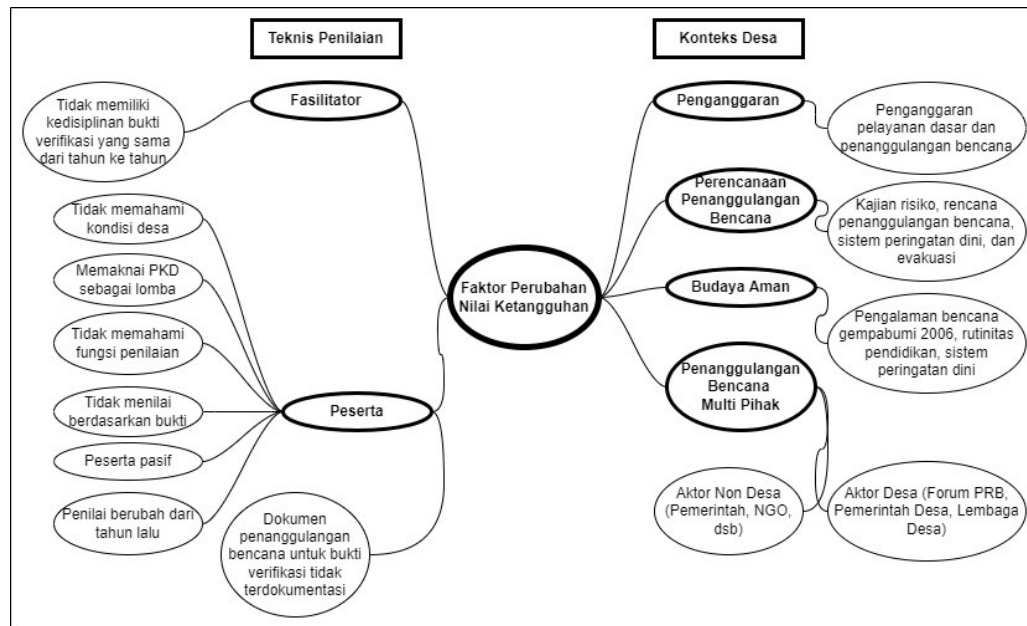 Teknis Penilaian
Konteks Desa
Fasilitator
Tidak memiliki
kedisiplinan bukti
verifikasi yang sama
dari tahun ke tahun
Tidak memahami
kondisi desa
Memaknai PKD
sebagai lomba
Tidak memahami
fungsi penilaian
Tidak menilai
berdasarkan bukti
Peserta pasif
Penilai berubah dari
tahun lalu
Peserta
Dokumen
penanggulangan
bencana untuk bukti
verifikasi tidak
terdokumentasi
Faktor Perubahan
Nilai Ketangguhan
Penganggaran
Penganggaran
pelayanan dasar dan
penanggulangan bencana
Perencanaan
Penanggulangan
Bencana
Kajian risiko, rencana
penanggulangan bencana,
sistem peringatan dini, dan
evakuasi
Budaya Aman
Pengalaman bencana
gempabumi 2006, rutinitas
pendidikan, sistem
peringatan dini
Penanggulangan
Bencana
Multi Pihak
Aktor Non Desa
(Pemerintah, NGO,
dsb)
Aktor Desa (Forum PRB,
Pemerintah Desa, Lembaga
Desa)